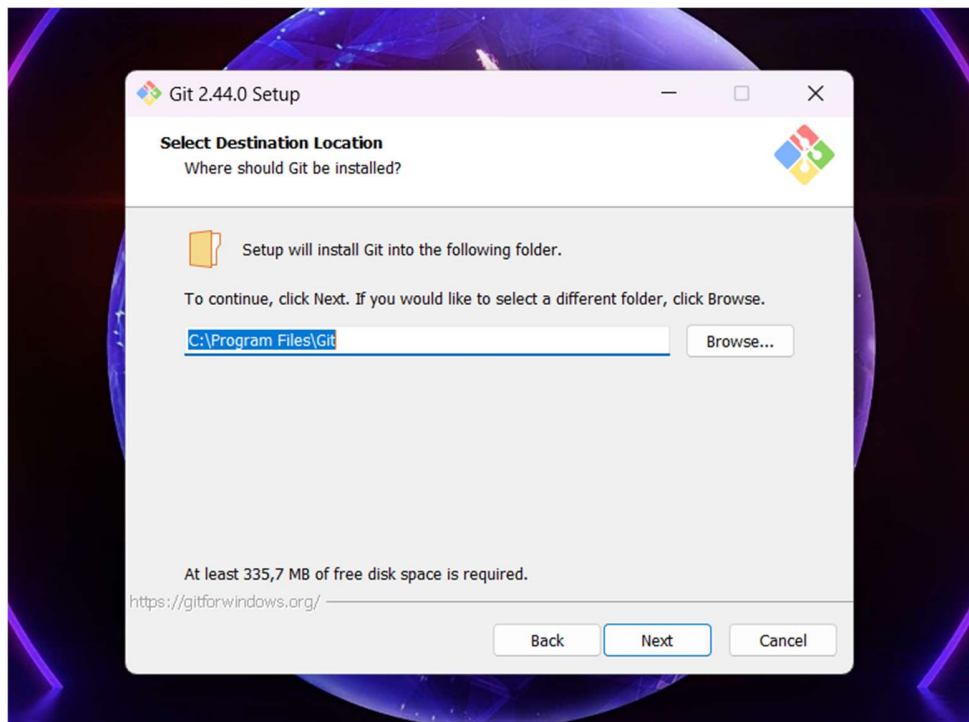 Git 2.44.0 Setup
Select Destination Location
Where should Git be installed?
Setup will install Git into the following folder.
To continue, click Next. If you would like to select a different folder, click Browse.
C:\Program Files\Git
Browse...
At least 335,7 MB of free disk space is required.
https://gitforwindows.org/
Back Next Cancel